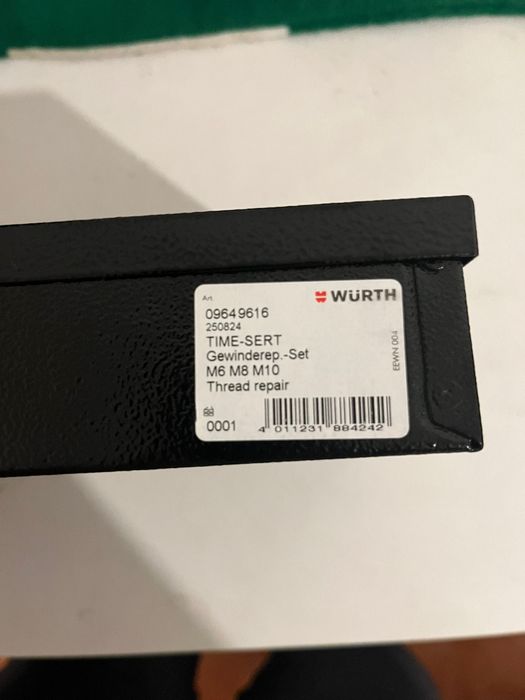 Art.
WÜRTH
09649616
250824
TIME-SERT
Gewinderep.-Set
M6 M8 M10
Thread repair
0001
4 011231 884242
EEWN 004